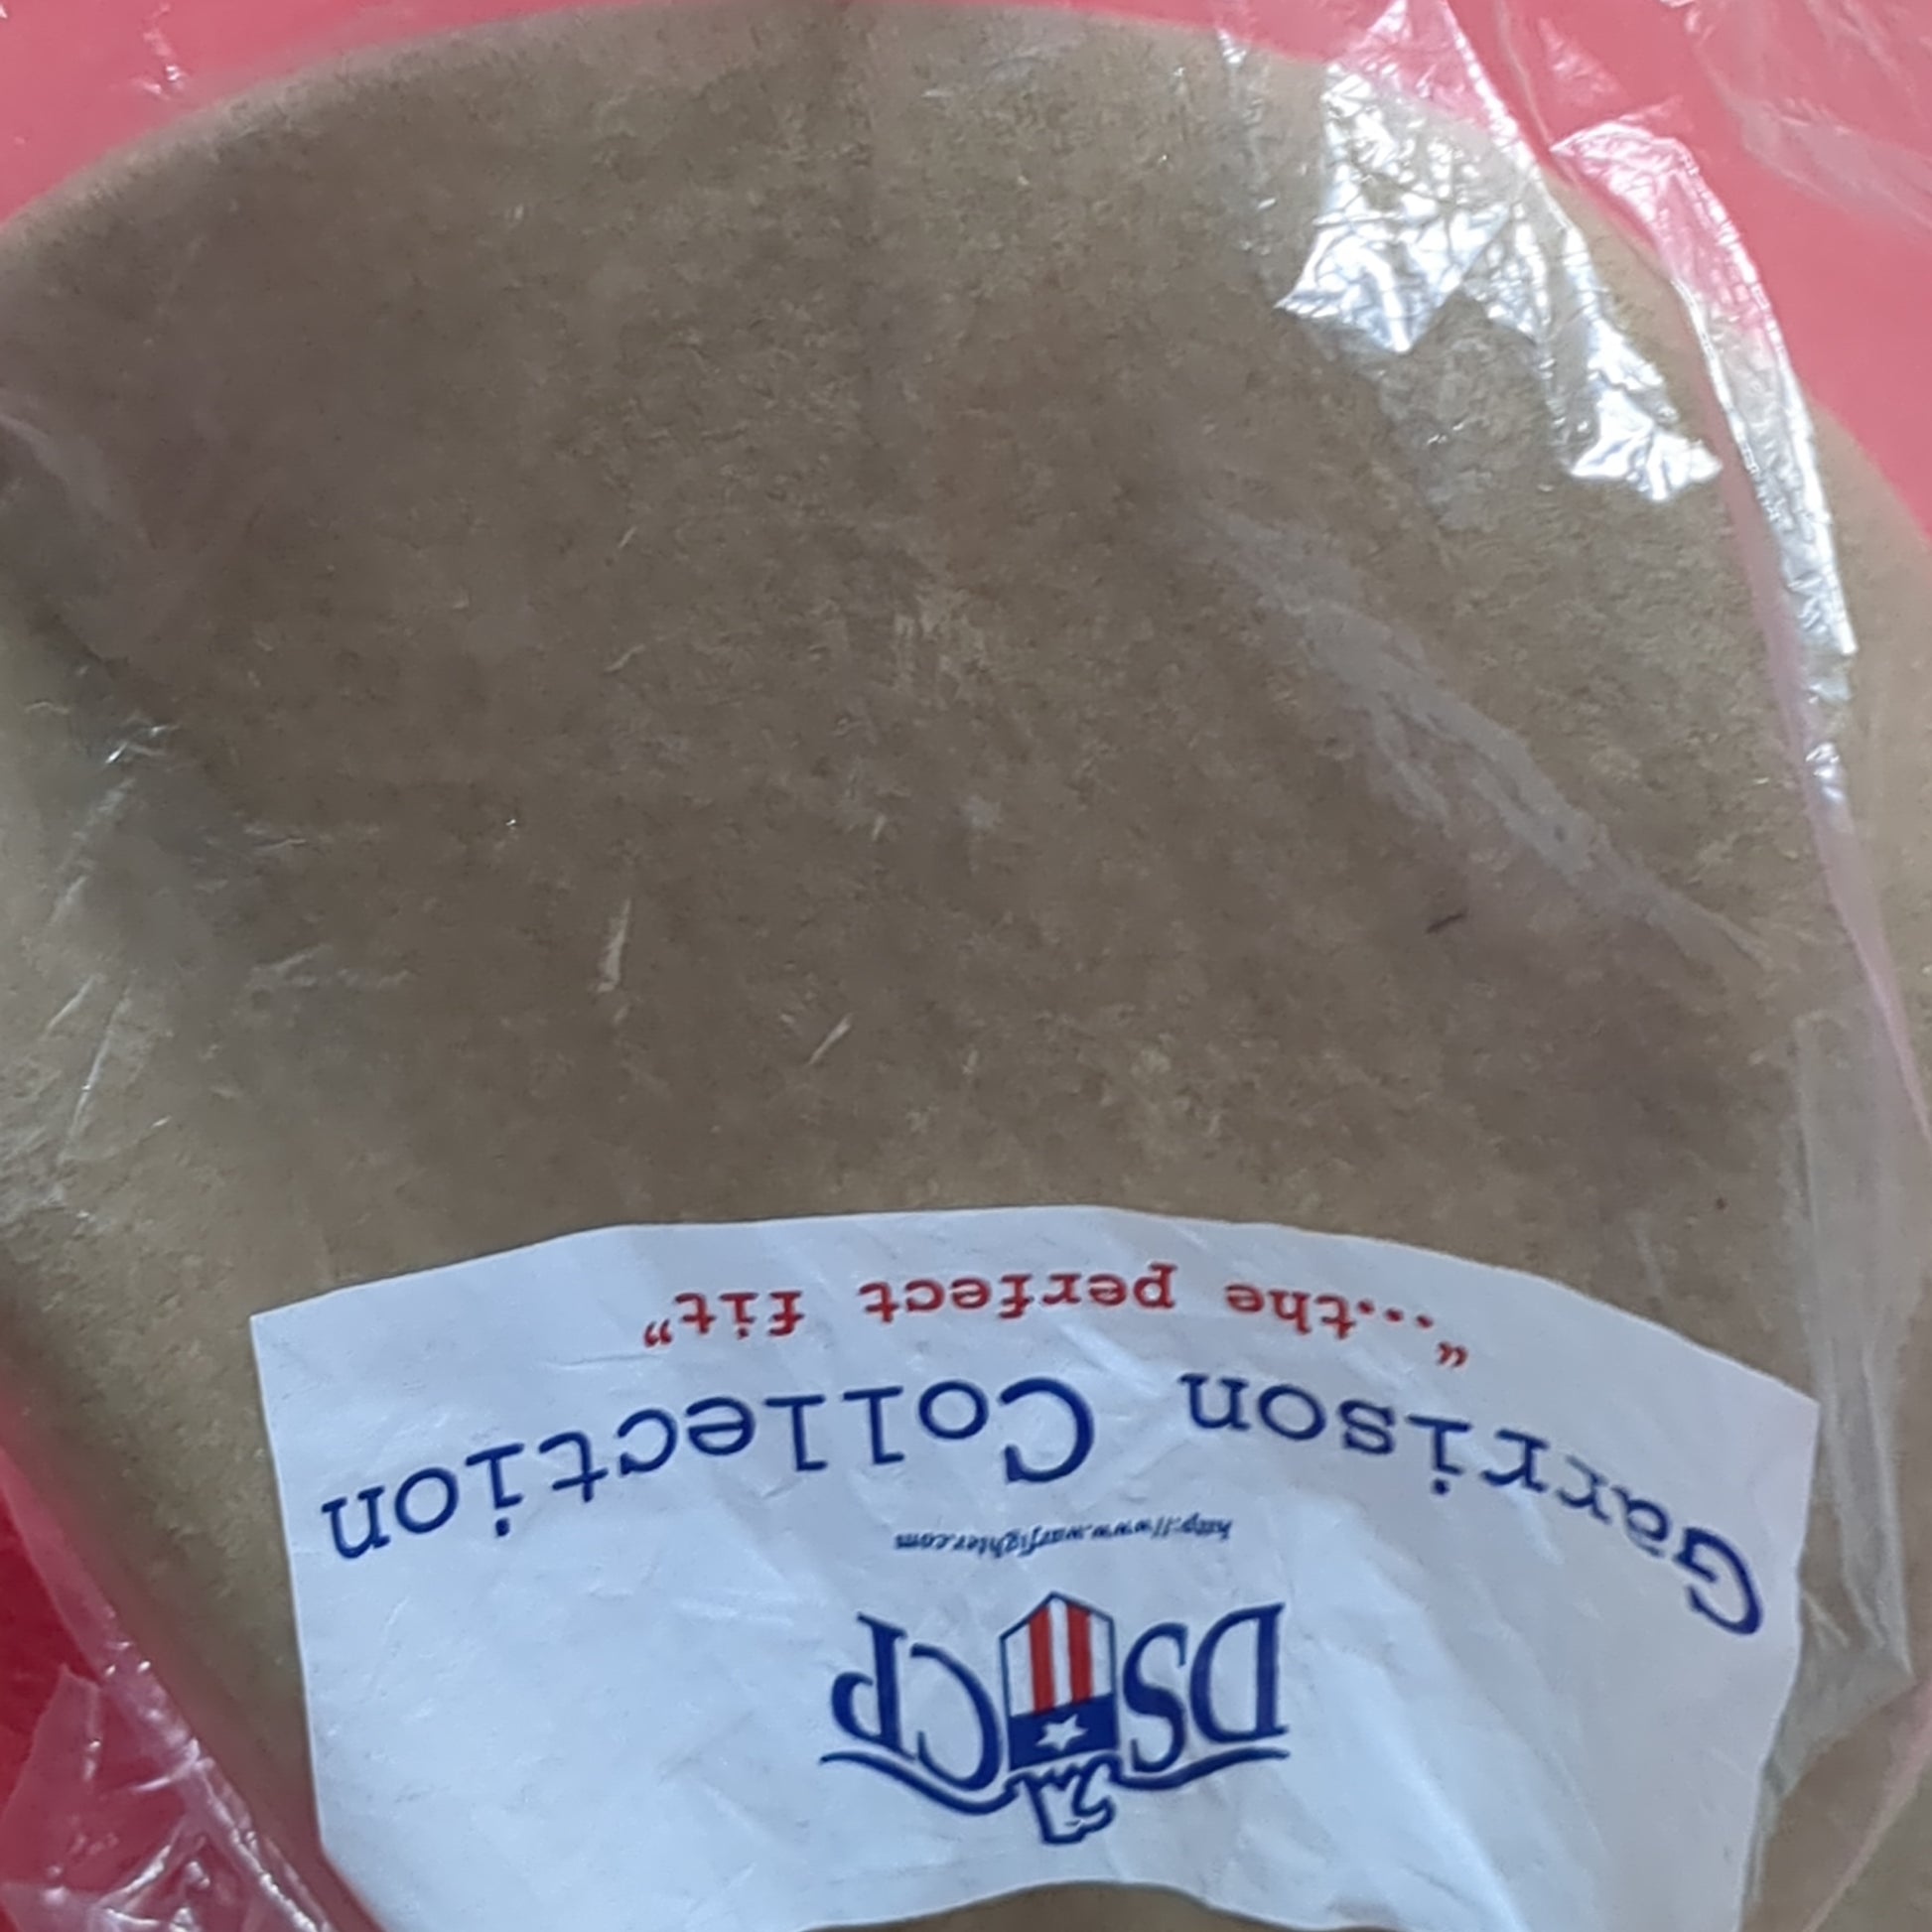 DSCP
http://www.warfighter.com
Garrison Collection
“...the perfect fit”